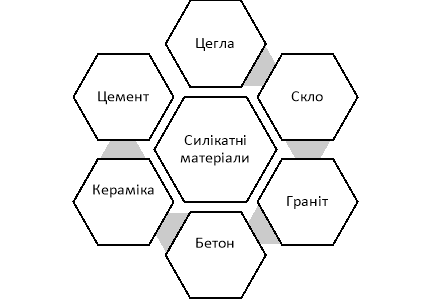 Цегла
Цемент
Скло
Силікатні
матеріали
Кераміка
Граніт
Бетон